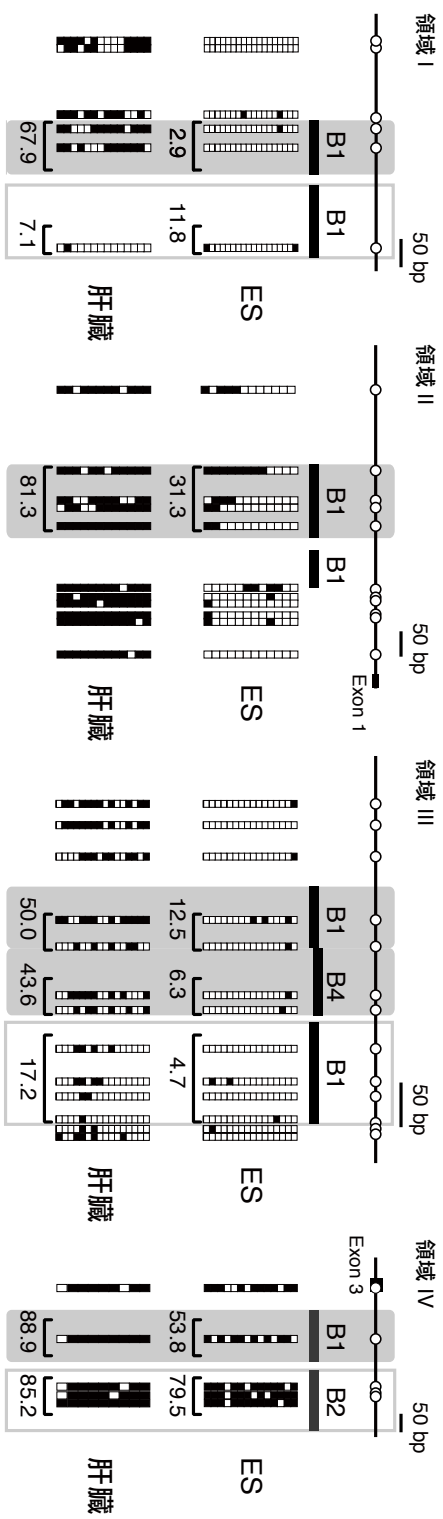 領域 I
50 bp
B1
B1
ES
2.9
11.8
肝臓
67.9
7.1
領域 II
50 bp
Exon 1
B1
B1
ES
31.3
肝臓
81.3
領域 III
50 bp
B1
B4
B1
ES
12.5
6.3
4.7
肝臓
50.0
43.6
17.2
領域 IV
50 bp
Exon 3
B1
B2
ES
53.8
79.5
肝臓
88.9
85.2